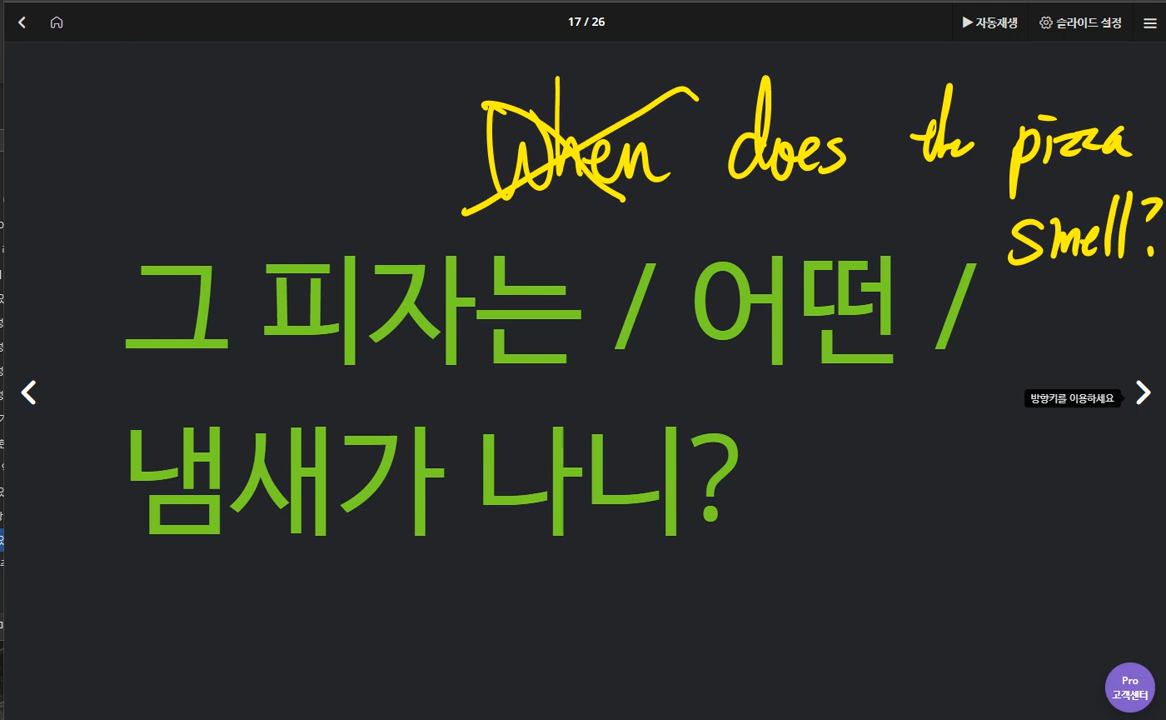 17 / 26
▶ 자동재생
슬라이드 설정
When does the pizza
smell?
그 피자는 / 어떤 /
냄새가 나니?
방향키를 이용하세요
Pro
고객센터